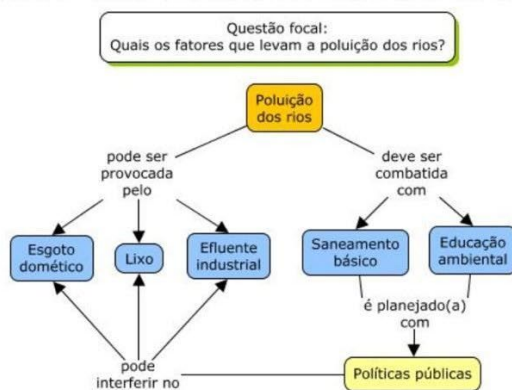 Questão focal:
Quais os fatores que levam a poluição dos rios?
Poluição
dos rios
pode ser
provocada
pelo
deve ser
combatida
com
Esgoto
domético
Lixo
Efluente
industrial
Saneamento
básico
Educação
ambiental
é planejado(a)
com
pode
interferir no
Políticas públicas